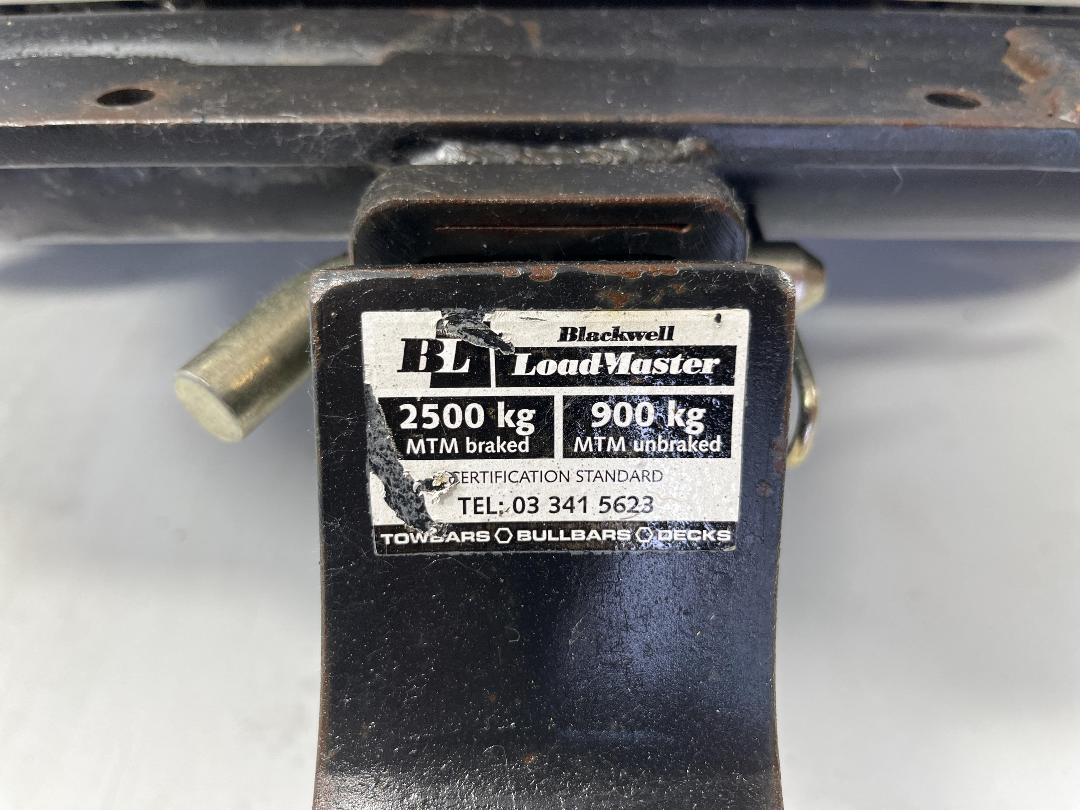 BL
Blackwell
LoadMaster
2500 kg
MTM braked
900 kg
MTM unbraked
CERTIFICATION STANDARD
TEL: 03 341 5623
TOWBARS BULLBARS DECKS